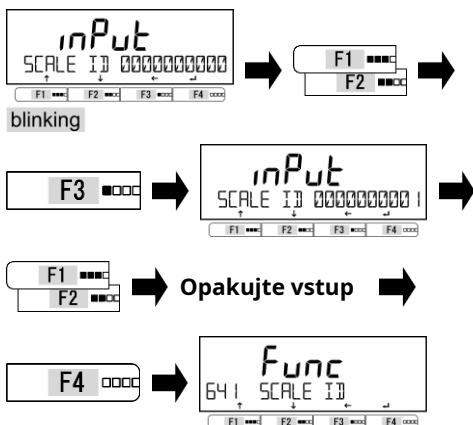 inPut
SCALE ID 0000000000
F1 F2 F3 F4
F1
F2
blinking
F3
inPut
SCALE ID 0000000001
F1 F2 F3 F4
F1
F2
Opakujte vstup
F4
Func
641 SCALE ID
F1 F2 F3 F4